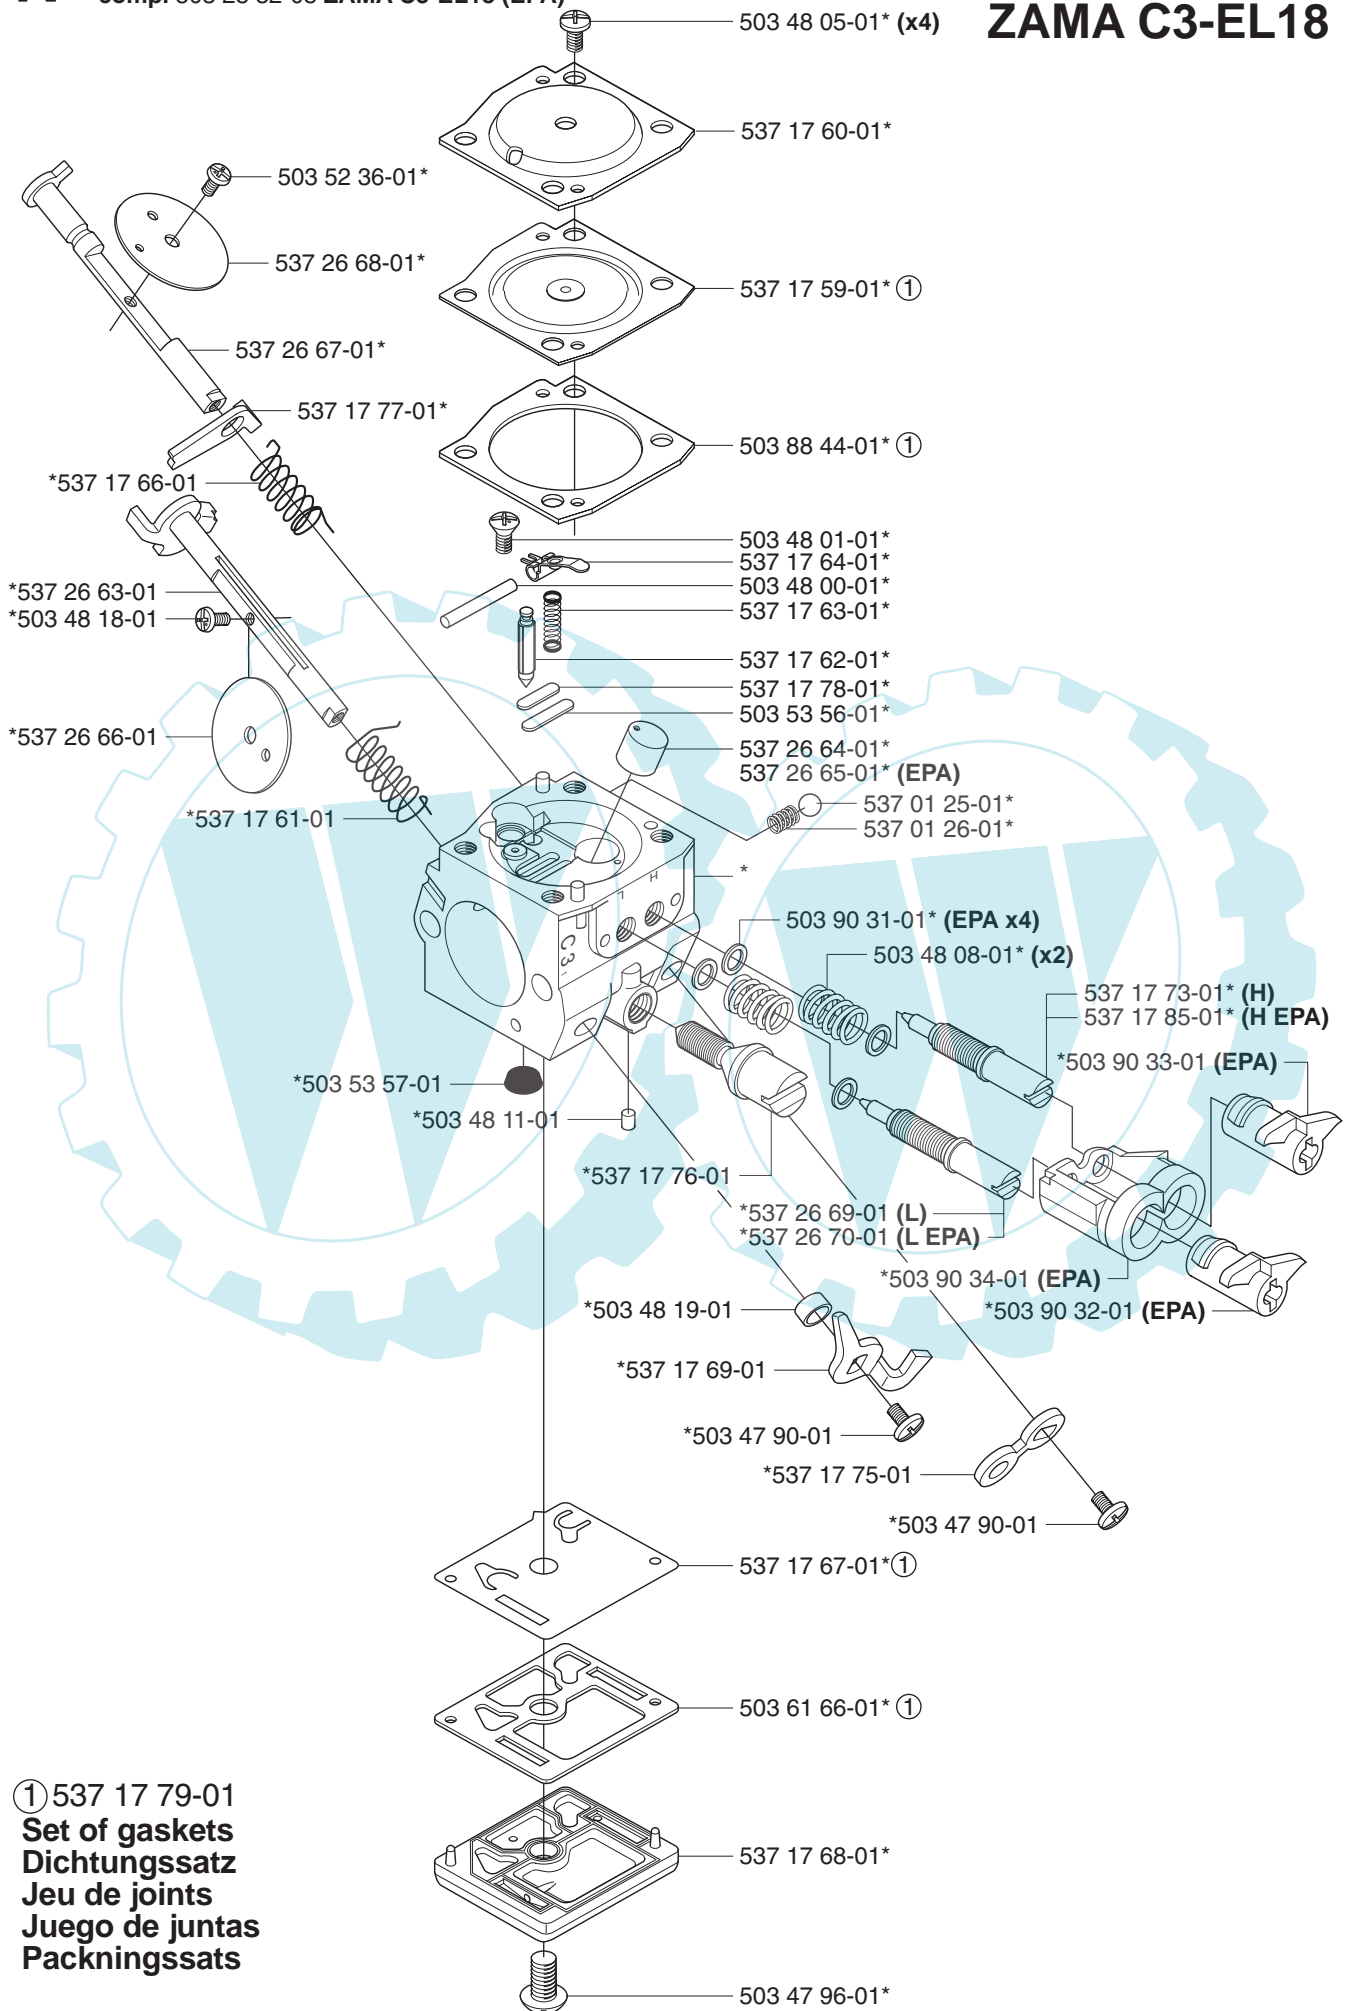 ZAMA C3-EL18
503 48 05-01* (x4)
537 17 60-01*
503 52 36-01*
537 26 68-01*
537 17 59-01* ①
537 26 67-01*
537 17 77-01*
503 88 44-01* ①
*537 17 66-01
503 48 01-01*
537 17 64-01*
503 48 00-01*
537 17 63-01*
*537 26 63-01
*503 48 18-01
537 17 62-01*
537 17 78-01*
503 53 56-01*
*537 26 66-01
537 26 64-01*
537 26 65-01* (EPA)
537 01 25-01*
537 01 26-01*
*537 17 61-01
*
L H
C3
503 90 31-01* (EPA x4)
503 48 08-01* (x2)
537 17 73-01* (H)
537 17 85-01* (H EPA)
*503 90 33-01 (EPA)
*503 53 57-01
*503 48 11-01
*537 17 76-01
*537 26 69-01 (L)
*537 26 70-01 (L EPA)
*503 90 34-01 (EPA)
*503 90 32-01 (EPA)
*503 48 19-01
*537 17 69-01
*503 47 90-01
*537 17 75-01
*503 47 90-01
537 17 67-01* ①
503 61 66-01* ①
537 17 68-01*
503 47 96-01*
① 537 17 79-01
Set of gaskets
Dichtungssatz
Jeu de joints
Juego de juntas
Packningssats